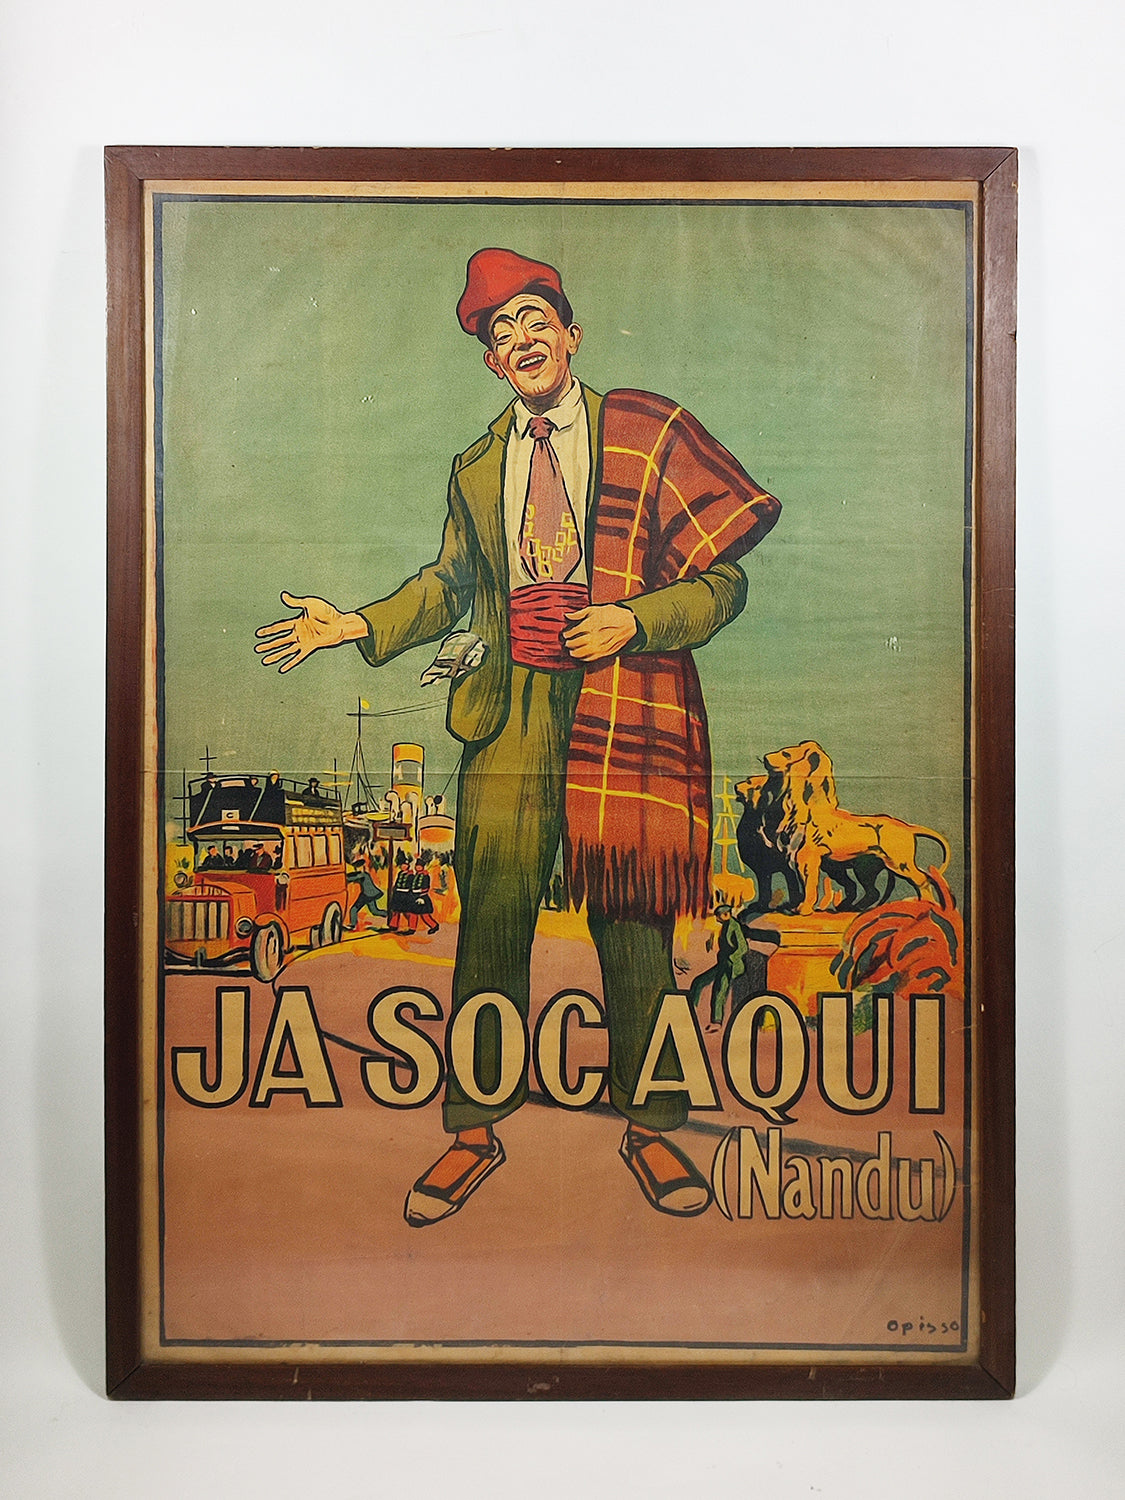 JA SOC AQUI
(Nandu)
opisso